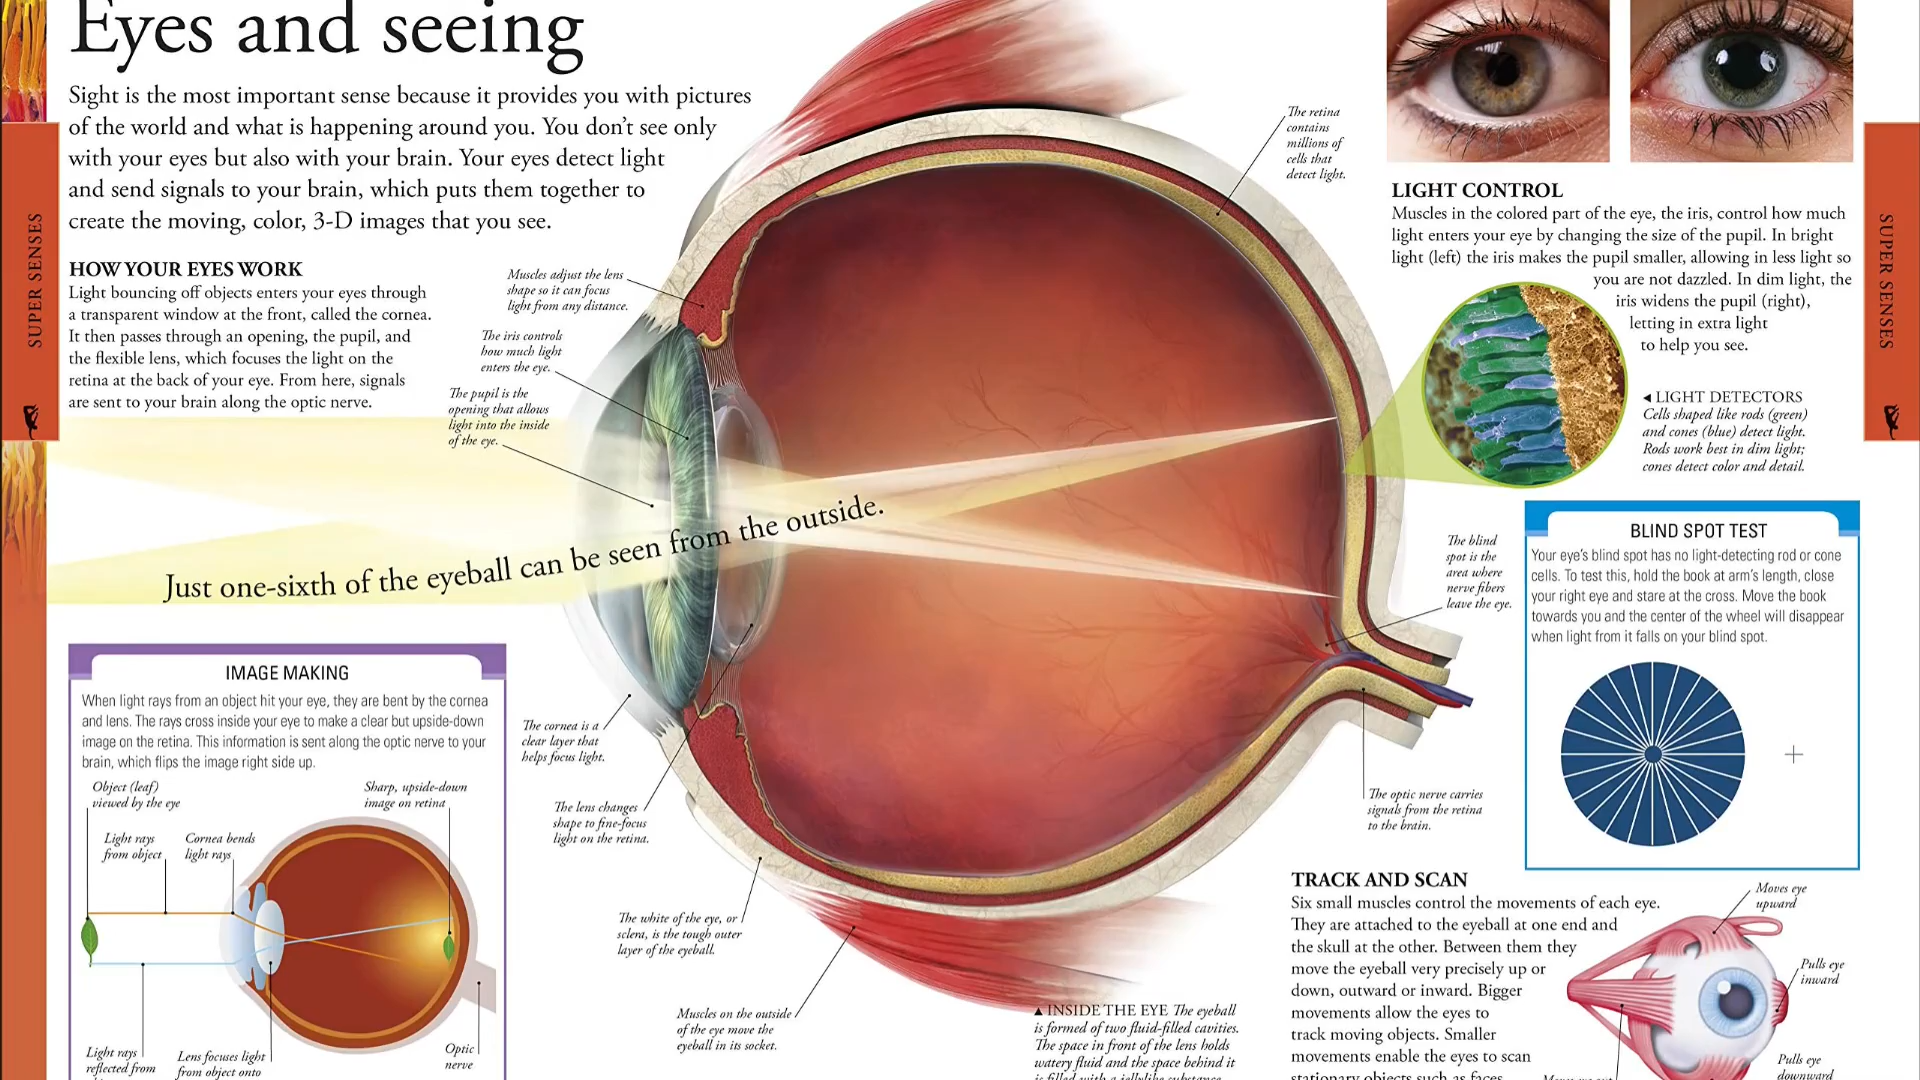 Eyes and seeing
Sight is the most important sense because it provides you with pictures
of the world and what is happening around you. You don't see only
with your eyes but also with your brain. Your eyes detect light
and send signals to your brain, which puts them together to
create the moving, color, 3-D images that you see.
SUPER SENSES
HOW YOUR EYES WORK
Light bouncing off objects enters your eyes through
a transparent window at the front, called the cornea.
It then passes through an opening, the pupil, and
the flexible lens, which focuses the light on the
retina at the back of your eye. From here, signals
are sent to your brain along the optic nerve.
Muscles adjust the lens
shape so it can focus
light from any distance.
The iris controls
how much light
enters the eye.
The pupil is the
opening that allows
light into the inside
of the eye.
Just one-sixth of the eyeball can be seen from the outside.
IMAGE MAKING
When light rays from an object hit your eye, they are bent by the cornea
and lens. The rays cross inside your eye to make a clear but upside-down
image on the retina. This information is sent along the optic nerve to your
brain, which flips the image right side up.
Object (leaf)
viewed by the eye
Sharp, upside-down
image on retina
Light rays
from object
Cornea bends
light rays
Light rays
reflected from
Lens focuses light
from object onto
Optic
nerve
The cornea is a
clear layer that
helps focus light.
The lens changes
shape to fine-focus
light on the retina.
The white of the eye, or
sclera, is the tough outer
layer of the eyeball.
Muscles on the outside
of the eye move the
eyeball in its socket.
▲ INSIDE THE EYE The eyeball
is formed of two fluid-filled cavities.
The space in front of the lens holds
watery fluid and the space behind it
is filled with a jellylike substance
The retina
contains
millions of
cells that
detect light.
LIGHT CONTROL
Muscles in the colored part of the eye, the iris, control how much
light enters your eye by changing the size of the pupil. In bright
light (left) the iris makes the pupil smaller, allowing in less light so
you are not dazzled. In dim light, the
iris widens the pupil (right),
letting in extra light
to help you see.
◄ LIGHT DETECTORS
Cells shaped like rods (green)
and cones (blue) detect light.
Rods work best in dim light;
cones detect color and detail.
SUPER SENSES
The blind
spot is the
area where
nerve fibers
leave the eye.
BLIND SPOT TEST
Your eye's blind spot has no light-detecting rod or cone
cells. To test this, hold the book at arm's length, close
your right eye and stare at the cross. Move the book
towards you and the center of the wheel will disappear
when light from it falls on your blind spot.
The optic nerve carries
signals from the retina
to the brain.
TRACK AND SCAN
Six small muscles control the movements of each eye.
They are attached to the eyeball at one end and
the skull at the other. Between them they
move the eyeball very precisely up or
down, outward or inward. Bigger
movements allow the eyes to
track moving objects. Smaller
movements enable the eyes to scan
stationary objects such as faces
Moves eye
upward
Pulls eye
inward
Pulls eye
downward